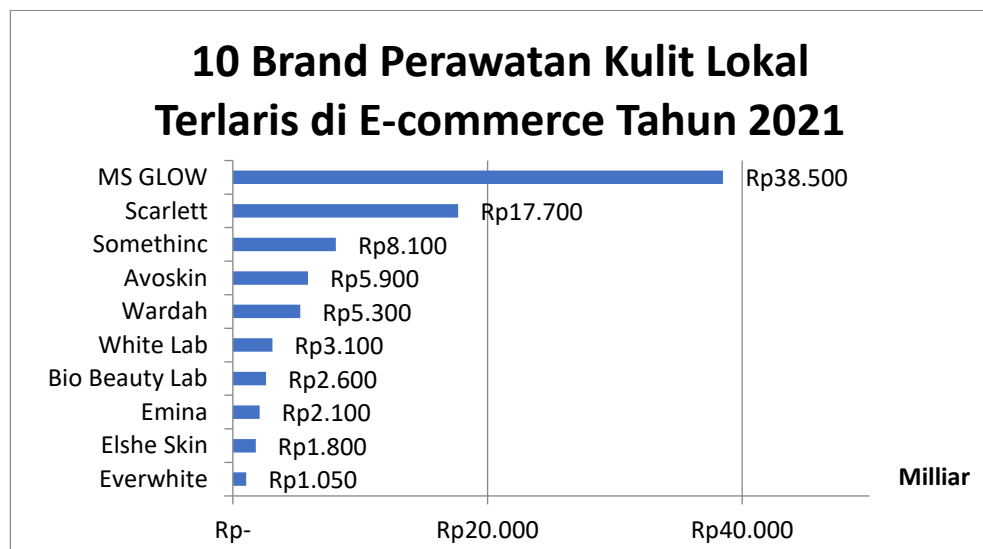 10 Brand Perawatan Kulit Lokal
Terlaris di E-commerce Tahun 2021
MS GLOW Rp38.500
Scarlett Rp17.700
Somethinc Rp8.100
Avoskin Rp5.900
Wardah Rp5.300
White Lab Rp3.100
Bio Beauty Lab Rp2.600
Emina Rp2.100
Elshe Skin Rp1.800
Everwhite Rp1.050
Milliar
Rp- Rp20.000 Rp40.000